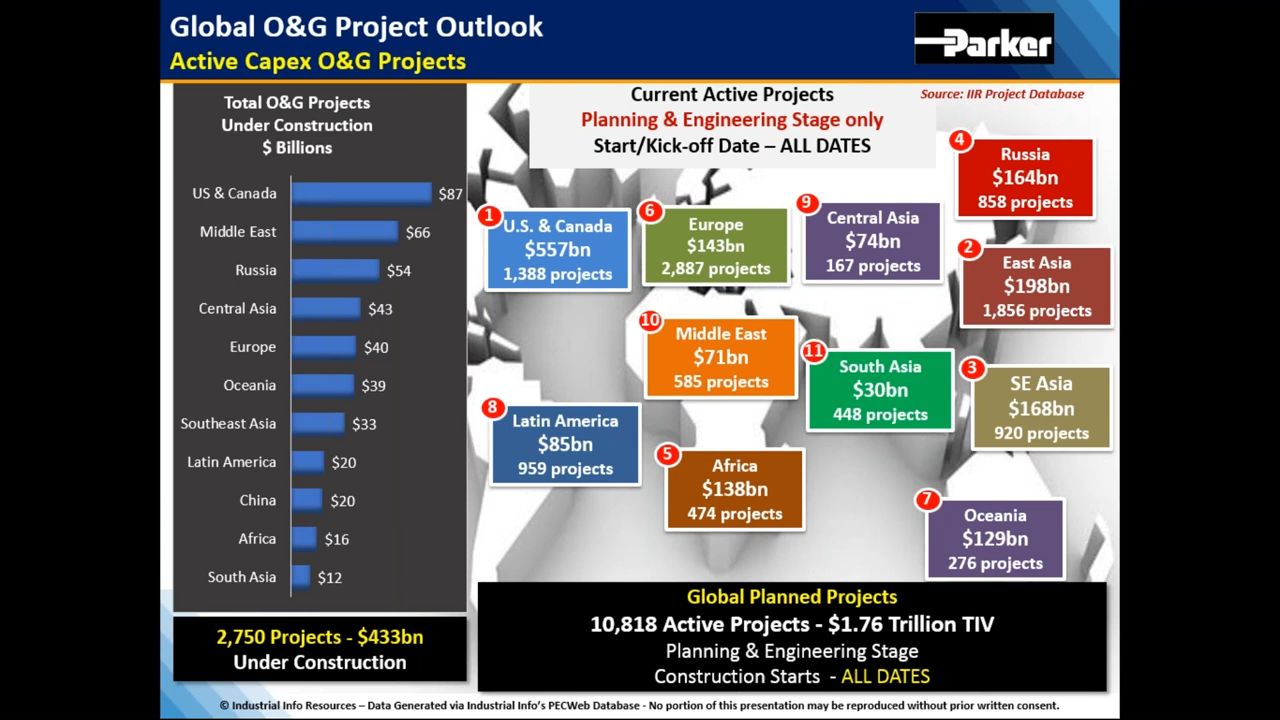 Global O&G Project Outlook
Active Capex O&G Projects
Parker
Total O&G Projects
Under Construction
$ Billions
US & Canada $87
Middle East $66
Russia $54
Central Asia $43
Europe $40
Oceania $39
Southeast Asia $33
Latin America $20
China $20
Africa $16
South Asia $12
2,750 Projects - $433bn
Under Construction
Current Active Projects
Planning & Engineering Stage only
Start/Kick-off Date – ALL DATES
Source: IIR Project Database
1
U.S. & Canada
$557bn
1,388 projects
6
Europe
$143bn
2,887 projects
9
Central Asia
$74bn
167 projects
4
Russia
$164bn
858 projects
2
East Asia
$198bn
1,856 projects
10
Middle East
$71bn
585 projects
11
South Asia
$30bn
448 projects
3
SE Asia
$168bn
920 projects
8
Latin America
$85bn
959 projects
5
Africa
$138bn
474 projects
7
Oceania
$129bn
276 projects
Global Planned Projects
10,818 Active Projects - $1.76 Trillion TIV
Planning & Engineering Stage
Construction Starts - ALL DATES
© Industrial Info Resources – Data Generated via Industrial Info's PECWeb Database - No portion of this presentation may be reproduced without prior written consent.